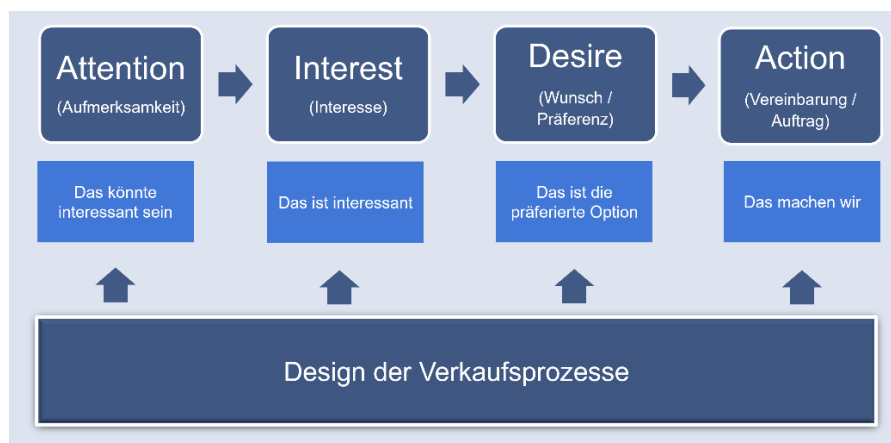 Attention
(Aufmerksamkeit)
Interest
(Interesse)
Desire
(Wunsch /
Präferenz)
Action
(Vereinbarung /
Auftrag)
Das könnte
interessant sein
Das ist interessant
Das ist die
präferierte Option
Das machen wir
Design der Verkaufsprozesse